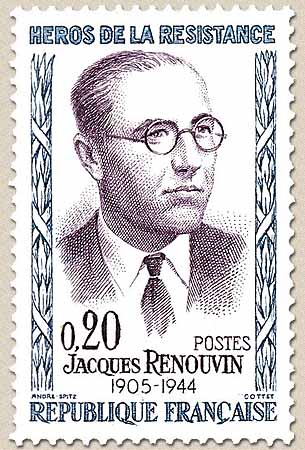 HEROS DE LA RESISTANCE
0,20 POSTES
JACQUES RENOUVIN
1905-1944
ANDRE-SPITZ COTTET
REPUBLIQUE FRANÇAISE